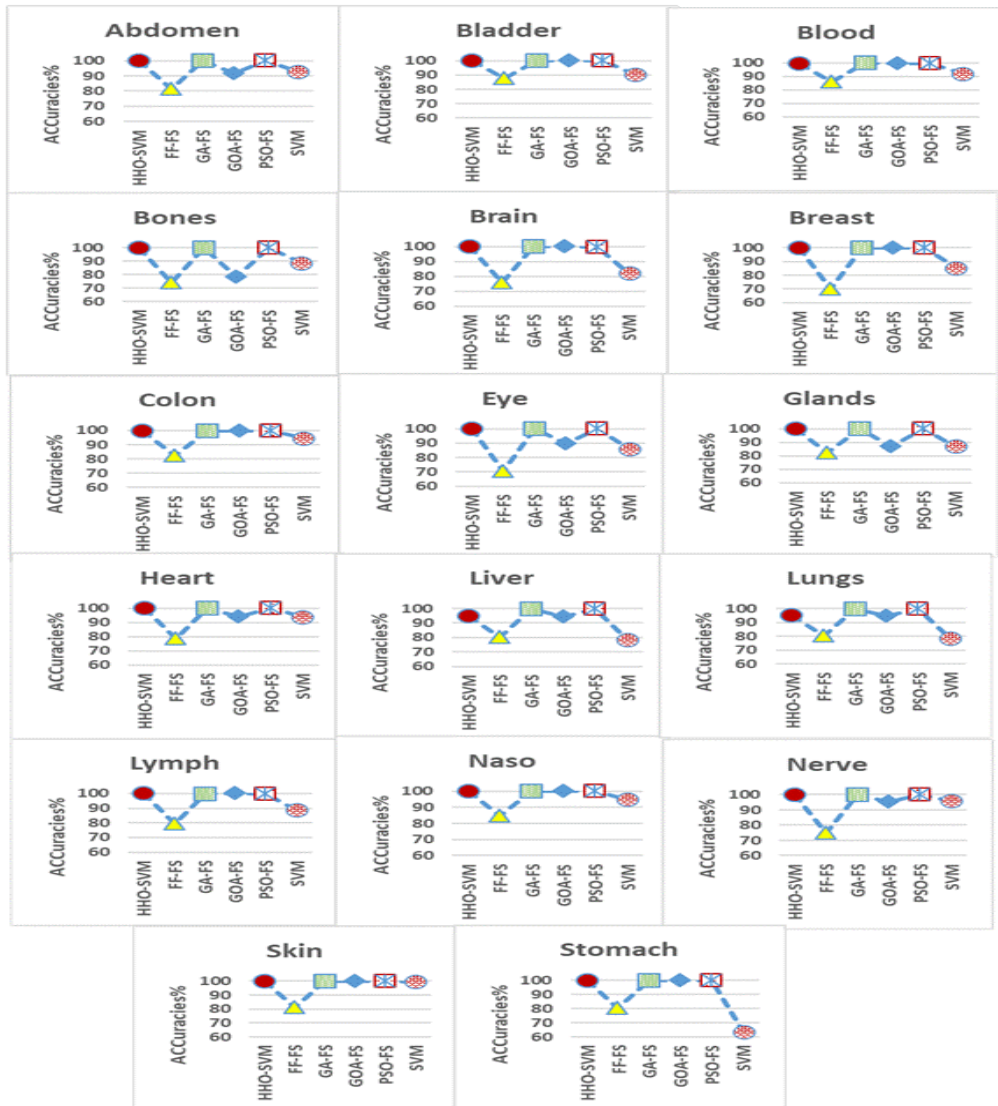 Abdomen
ACCuracies%
100
90
80
70
60
HHO-SVM
FF-FS
GA-FS
GOA-FS
PSO-FS
SVM
Bladder
ACCuracies%
100
90
80
70
60
HHO-SVM
FF-FS
GA-FS
GOA-FS
PSO-FS
SVM
Blood
ACCuracies%
100
90
80
70
60
HHO-SVM
FF-FS
GA-FS
GOA-FS
PSO-FS
SVM
Bones
ACCuracies%
100
90
80
70
60
HHO-SVM
FF-FS
GA-FS
GOA-FS
PSO-FS
SVM
Brain
ACCuracies%
100
90
80
70
60
HHO-SVM
FF-FS
GA-FS
GOA-FS
PSO-FS
SVM
Breast
ACCuracies%
100
90
80
70
60
HHO-SVM
FF-FS
GA-FS
GOA-FS
PSO-FS
SVM
Colon
ACCuracies%
100
90
80
70
60
HHO-SVM
FF-FS
GA-FS
GOA-FS
PSO-FS
SVM
Eye
ACCuracies%
100
90
80
70
60
HHO-SVM
FF-FS
GA-FS
GOA-FS
PSO-FS
SVM
Glands
ACCuracies%
100
90
80
70
60
HHO-SVM
FF-FS
GA-FS
GOA-FS
PSO-FS
SVM
Heart
ACCuracies%
100
90
80
70
60
HHO-SVM
FF-FS
GA-FS
GOA-FS
PSO-FS
SVM
Liver
ACCuracies%
100
90
80
70
60
HHO-SVM
FF-FS
GA-FS
GOA-FS
PSO-FS
SVM
Lungs
ACCuracies%
100
90
80
70
60
HHO-SVM
FF-FS
GA-FS
GOA-FS
PSO-FS
SVM
Lymph
ACCuracies%
100
90
80
70
60
HHO-SVM
FF-FS
GA-FS
GOA-FS
PSO-FS
SVM
Naso
ACCuracies%
100
90
80
70
60
HHO-SVM
FF-FS
GA-FS
GOA-FS
PSO-FS
SVM
Nerve
ACCuracies%
100
90
80
70
60
HHO-SVM
FF-FS
GA-FS
GOA-FS
PSO-FS
SVM
Skin
ACCuracies%
100
90
80
70
60
HHO-SVM
FF-FS
GA-FS
GOA-FS
PSO-FS
SVM
Stomach
ACCuracies%
100
90
80
70
60
HHO-SVM
FF-FS
GA-FS
GOA-FS
PSO-FS
SVM